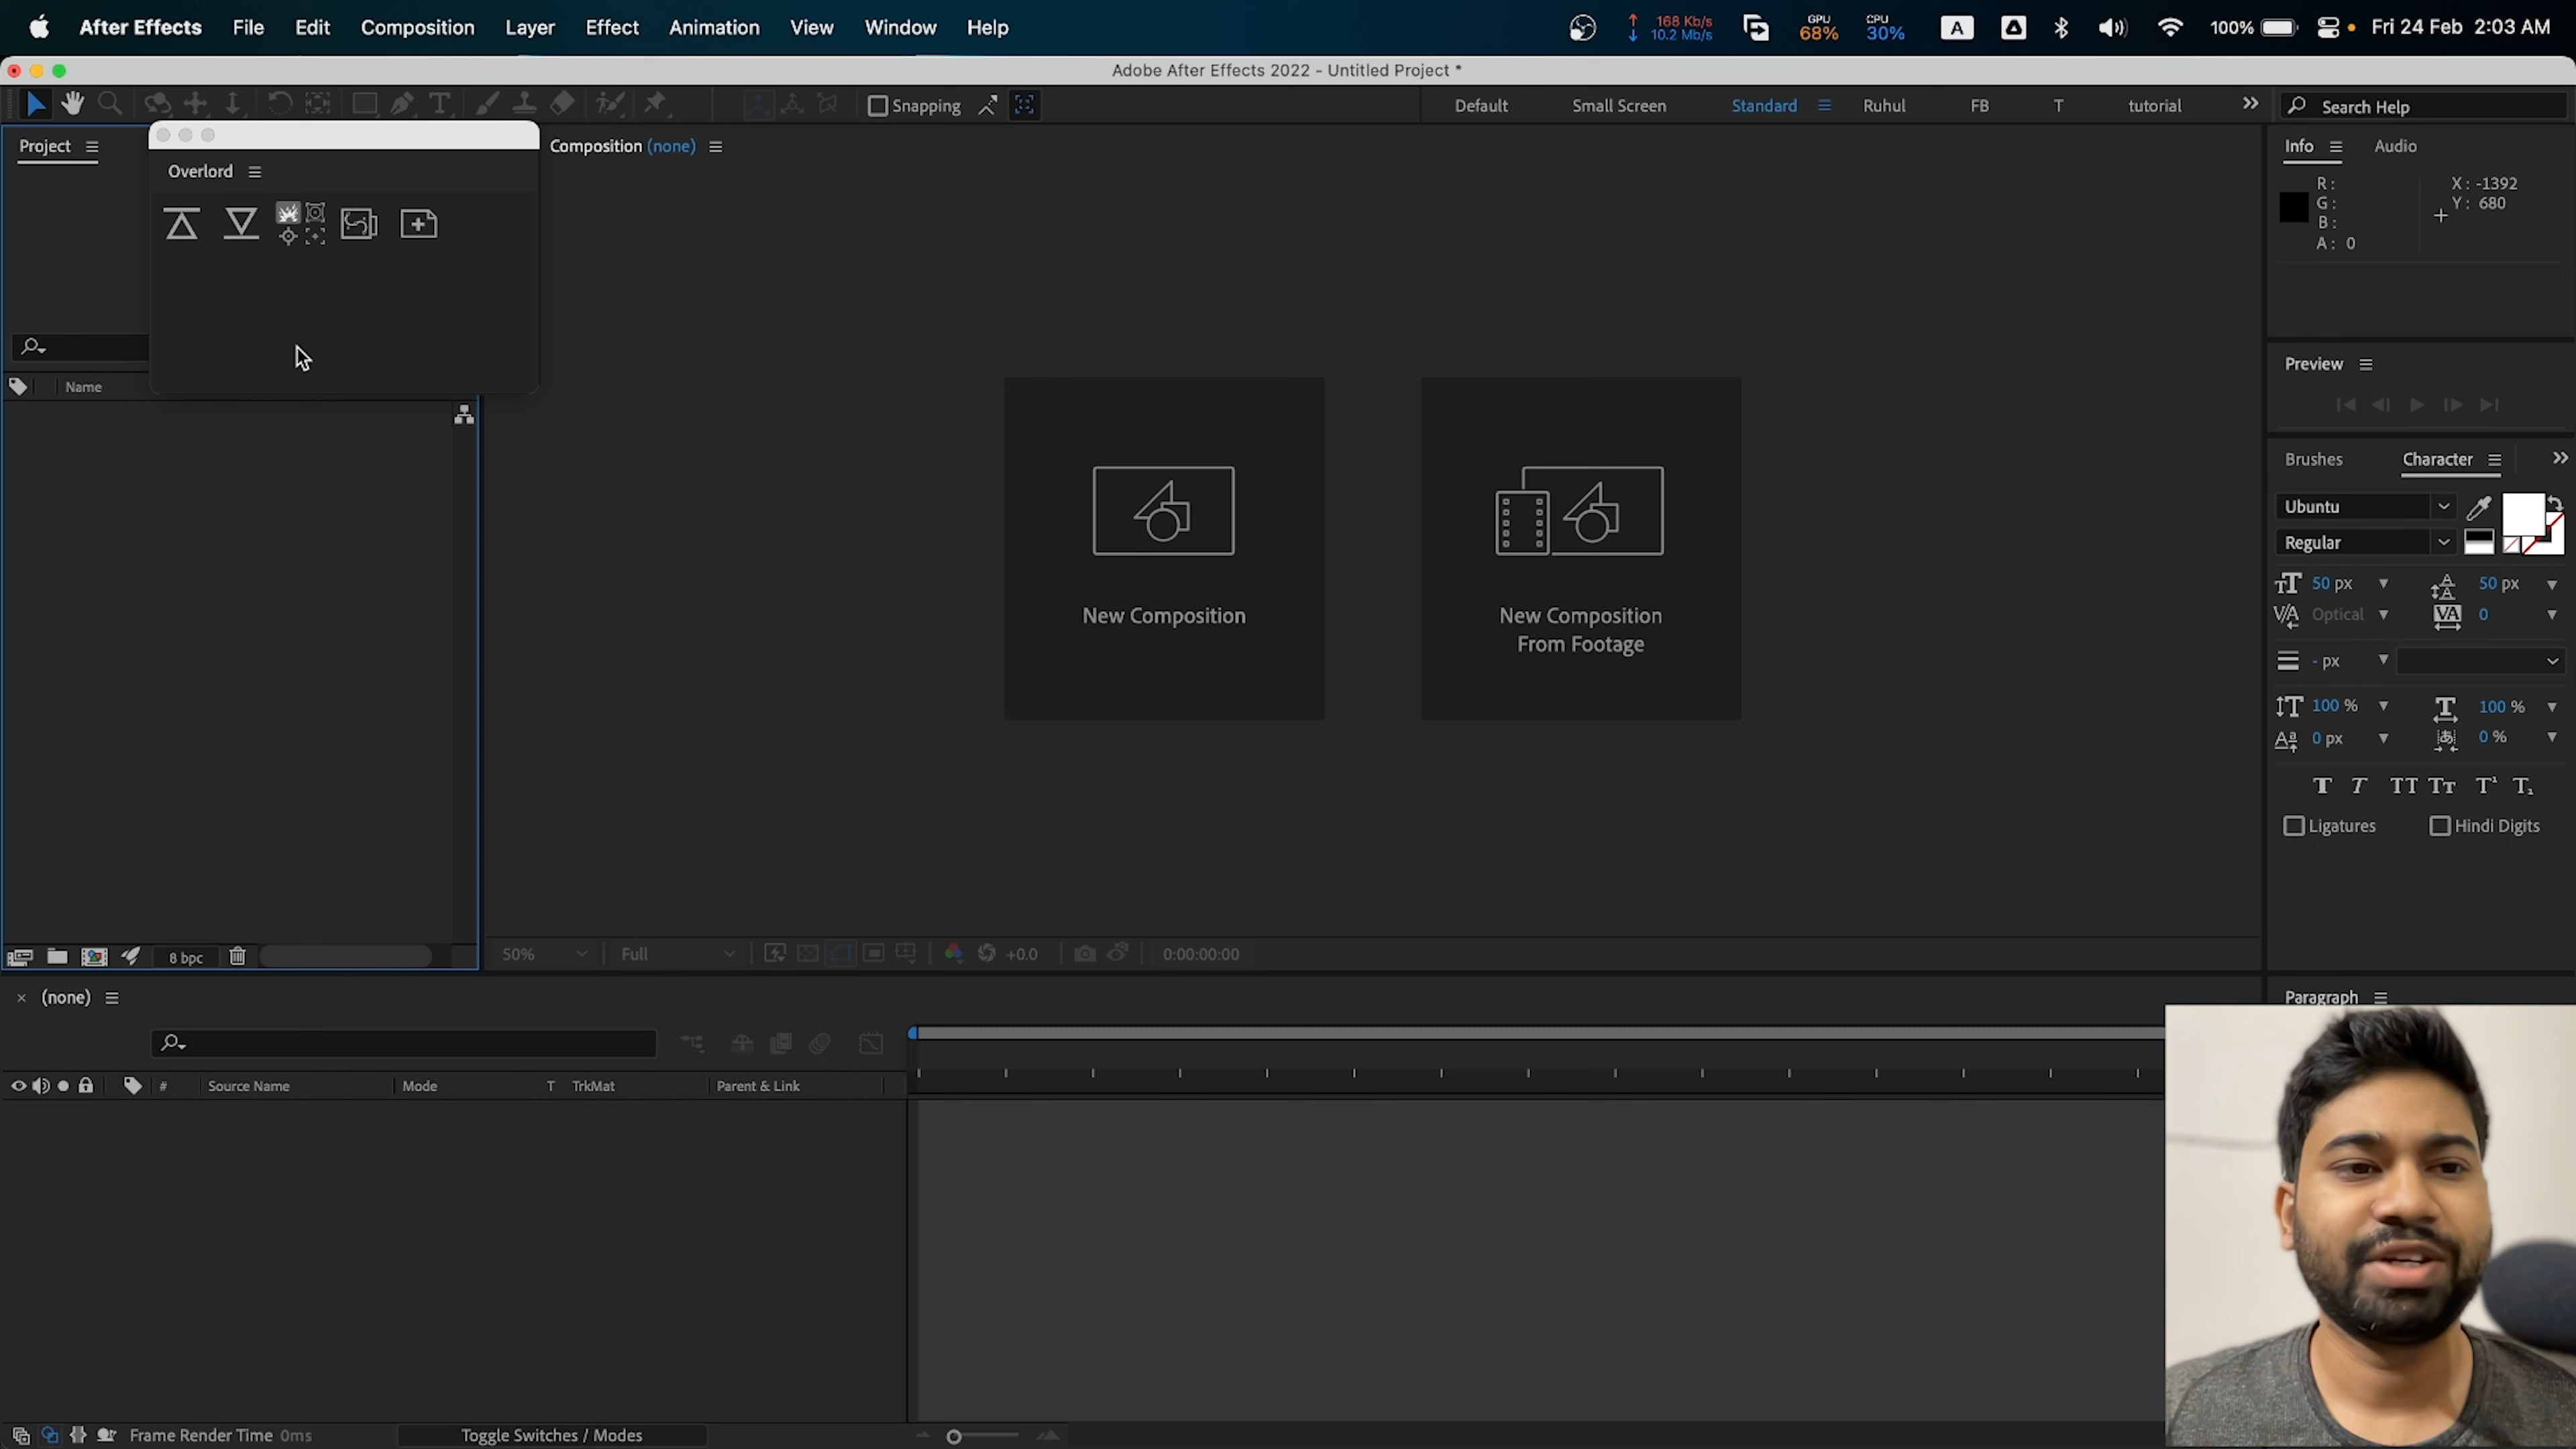 After Effects File Edit Composition Layer Effect Animation View Window Help
168 Kb/s
10.2 Mb/s
GPU
68%
CPU
30%
A
100%
Fri 24 Feb 2:03 AM
Adobe After Effects 2022 - Untitled Project *
Snapping
Default Small Screen Standard Ruhul FB T tutorial
Search Help
Project
Overlord
Composition (none)
Info Audio
R :
G :
B :
A : 0
X : -1392
Y : 680
Name
Preview
New Composition
New Composition
From Footage
Brushes Character
Ubuntu
Regular
50 px 50 px
Optical 0
- px
100 % 100 %
0 px 0 %
Ligatures Hindi Digits
8 bpc
50% Full +0.0 0:00:00:00
(none)
Paragraph
# Source Name Mode T TrkMat Parent & Link
Frame Render Time 0ms
Toggle Switches / Modes